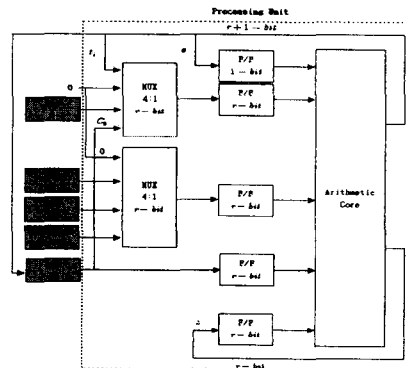 Processing Unit
r + 1 - bit
0
MUX
4:1
r - bit
0
MUX
4:1
r - bit
F/F
1 - bit
F/F
r - bit
F/F
r - bit
F/F
r - bit
F/F
r - bit
Arithmetic
Core
r - bit